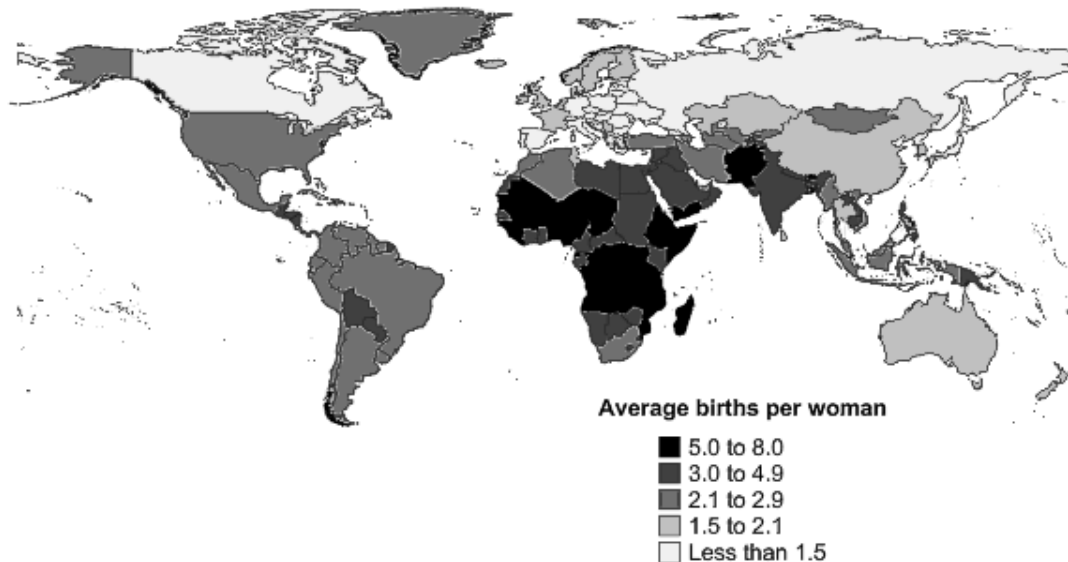 Average births per woman
5.0 to 8.0
3.0 to 4.9
2.1 to 2.9
1.5 to 2.1
Less than 1.5